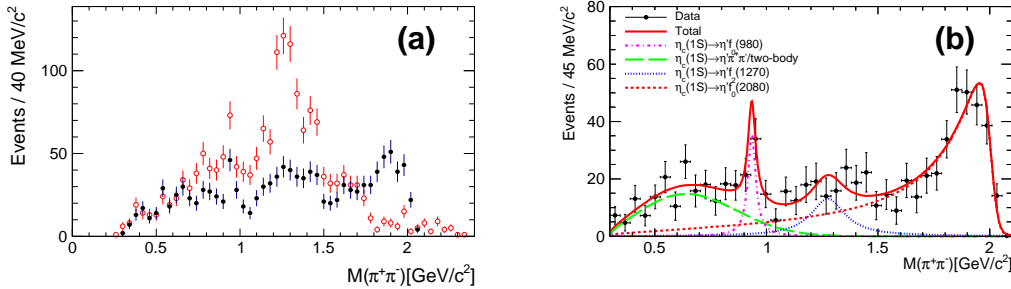 (a)
Events / 40 MeV/c²
100
50
0
0 0.5 1 1.5 2
M(π⁺π⁻)[GeV/c²]
(b)
Events / 45 MeV/c²
80
60
40
20
0
Data
Total
η_c(1S)→η'f_0(980)
η_c(1S)→η'π⁺π⁻/two-body
η_c(1S)→η'f_2(1270)
η_c(1S)→η'f_0(2080)
0.5 1 1.5 2
M(π⁺π⁻)[GeV/c²]